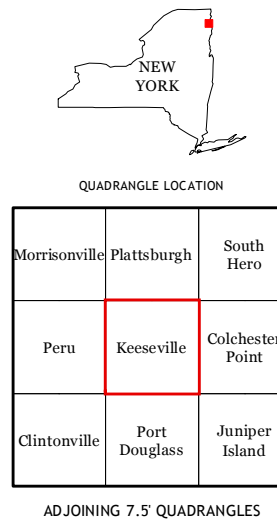 NEW
YORK
QUADRANGLE LOCATION
Morrisonville Plattsburgh South
Hero
Peru Keeseville Colchester
Point
Clintonville Port
Douglass Juniper
Island
ADJOINING 7.5' QUADRANGLES